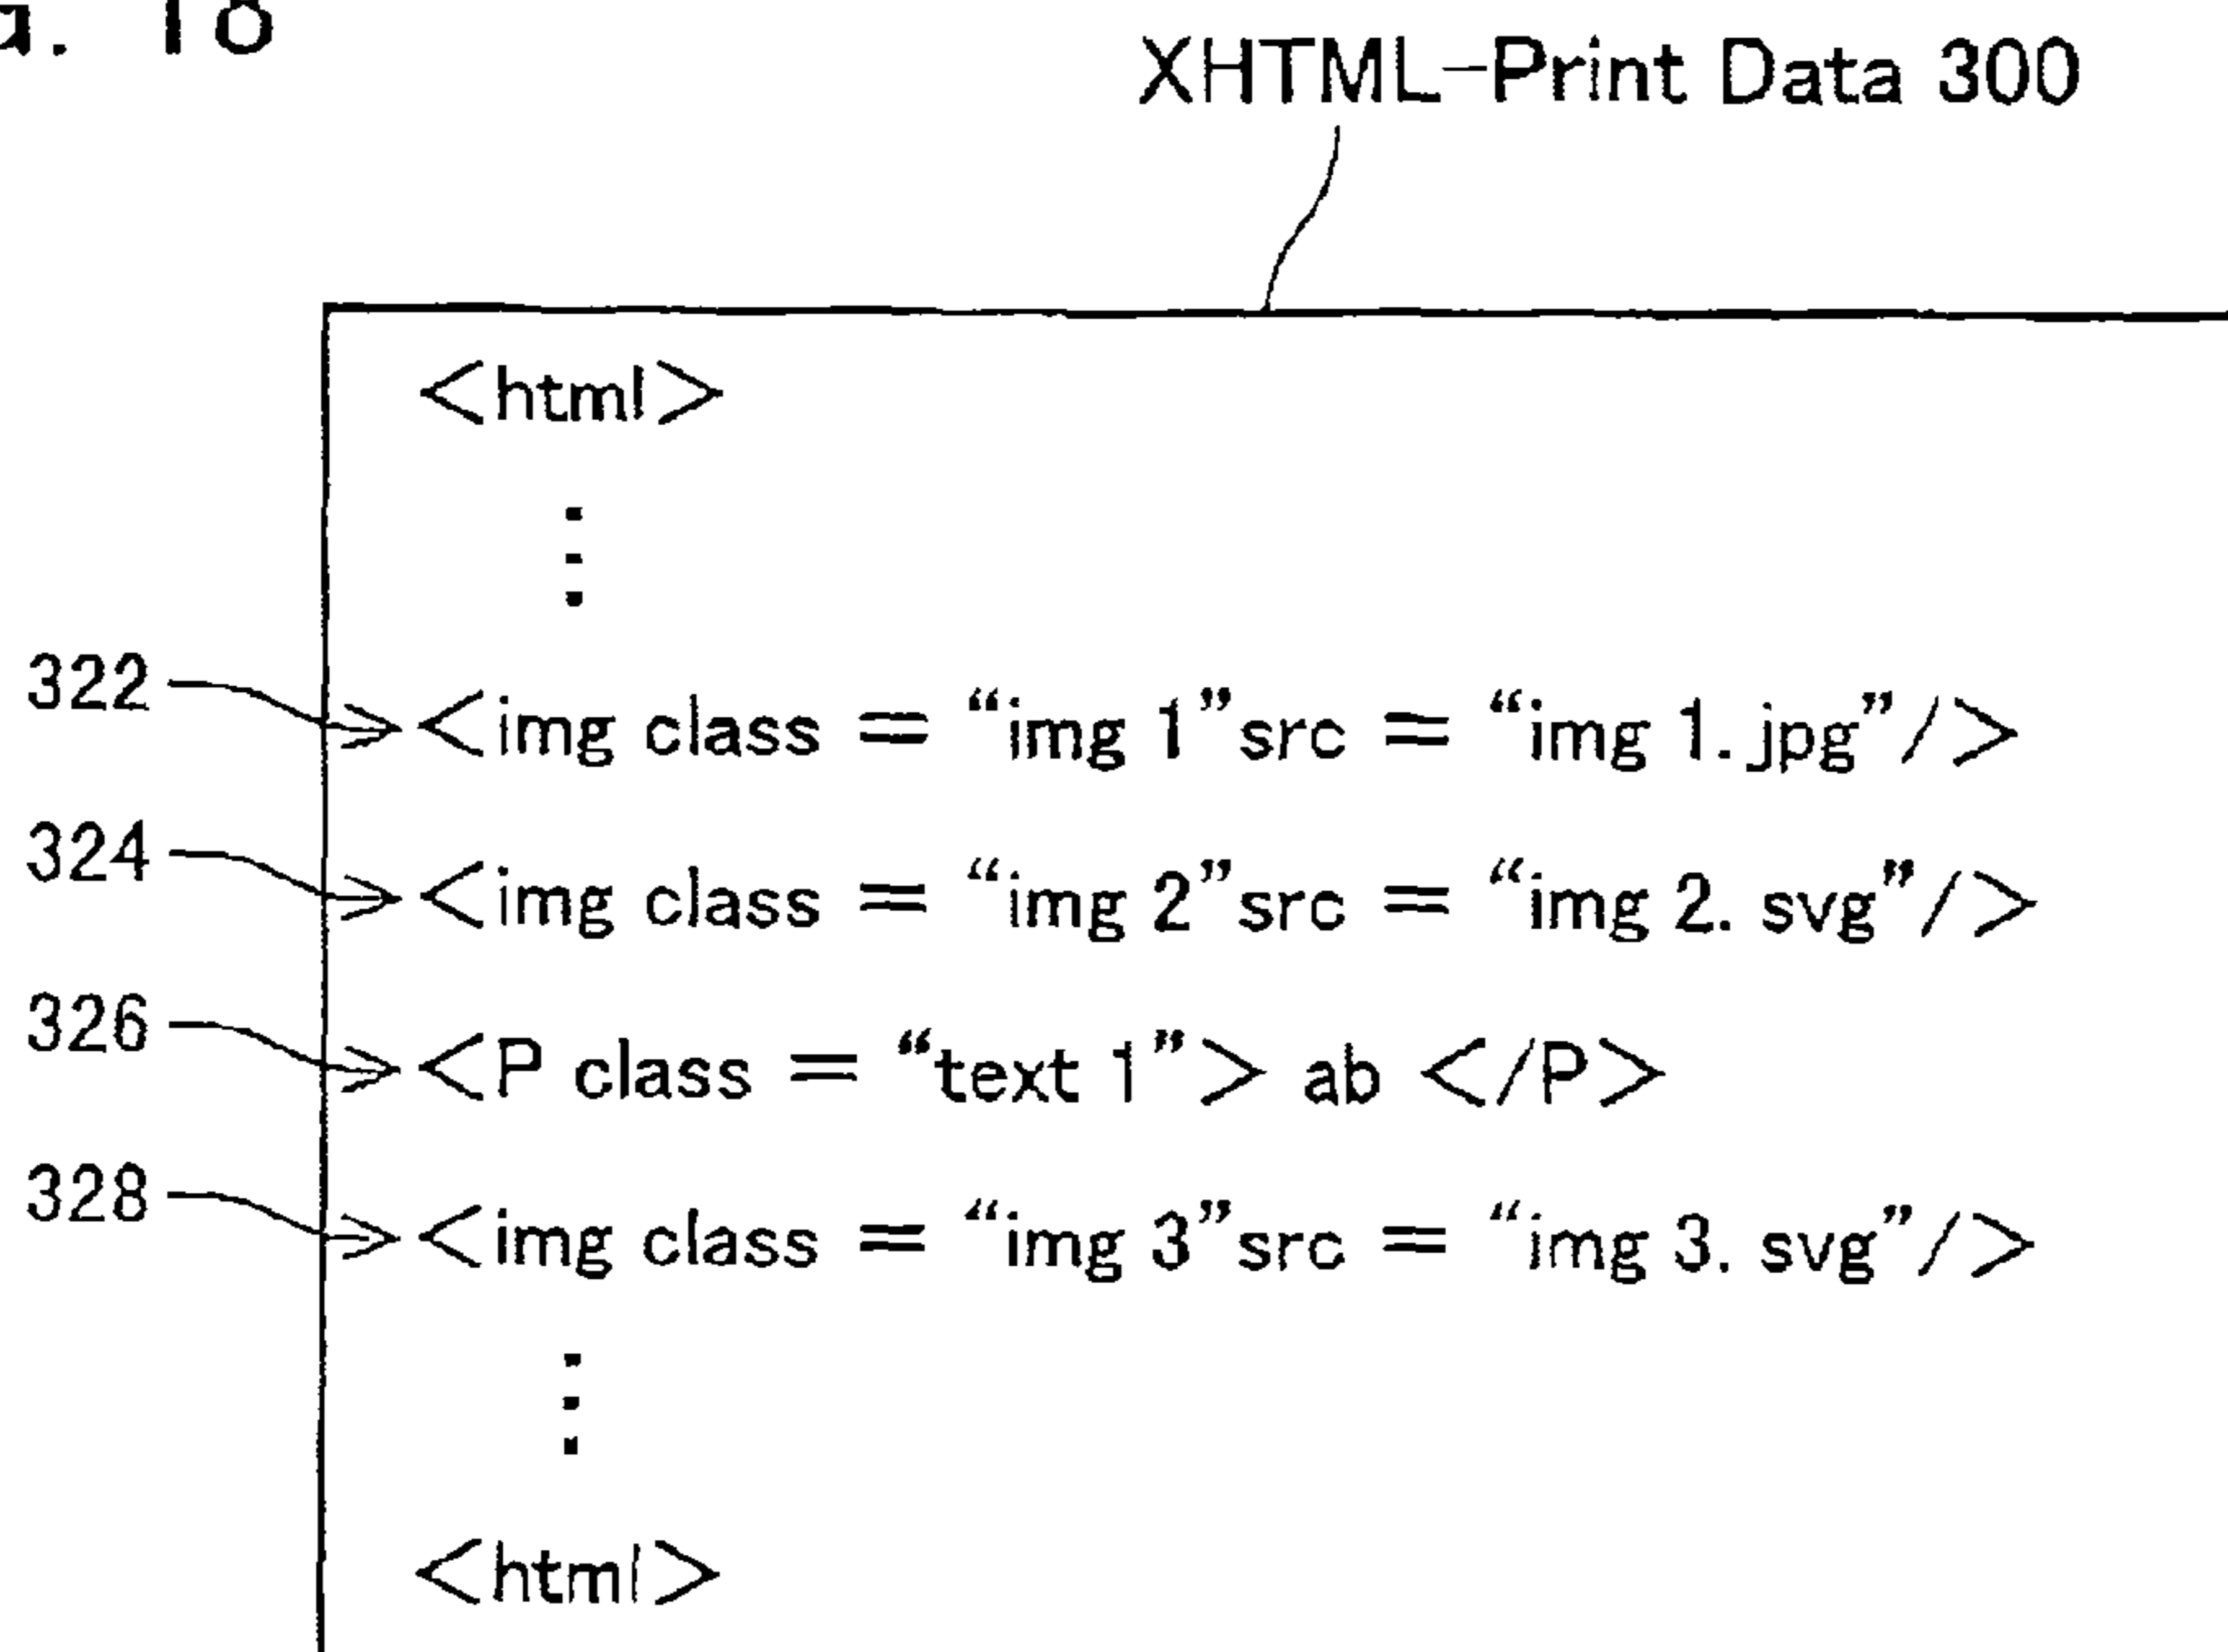 18
XHTML-Print Data 300
<html>
322 <img class = “img 1”src = “img 1. jpg”/>
324 <img class = “img 2”src = “img 2. svg”/>
326 <P class = “text 1”> ab </P>
328 <img class = “img 3”src = “img 3. svg”/>
<html>